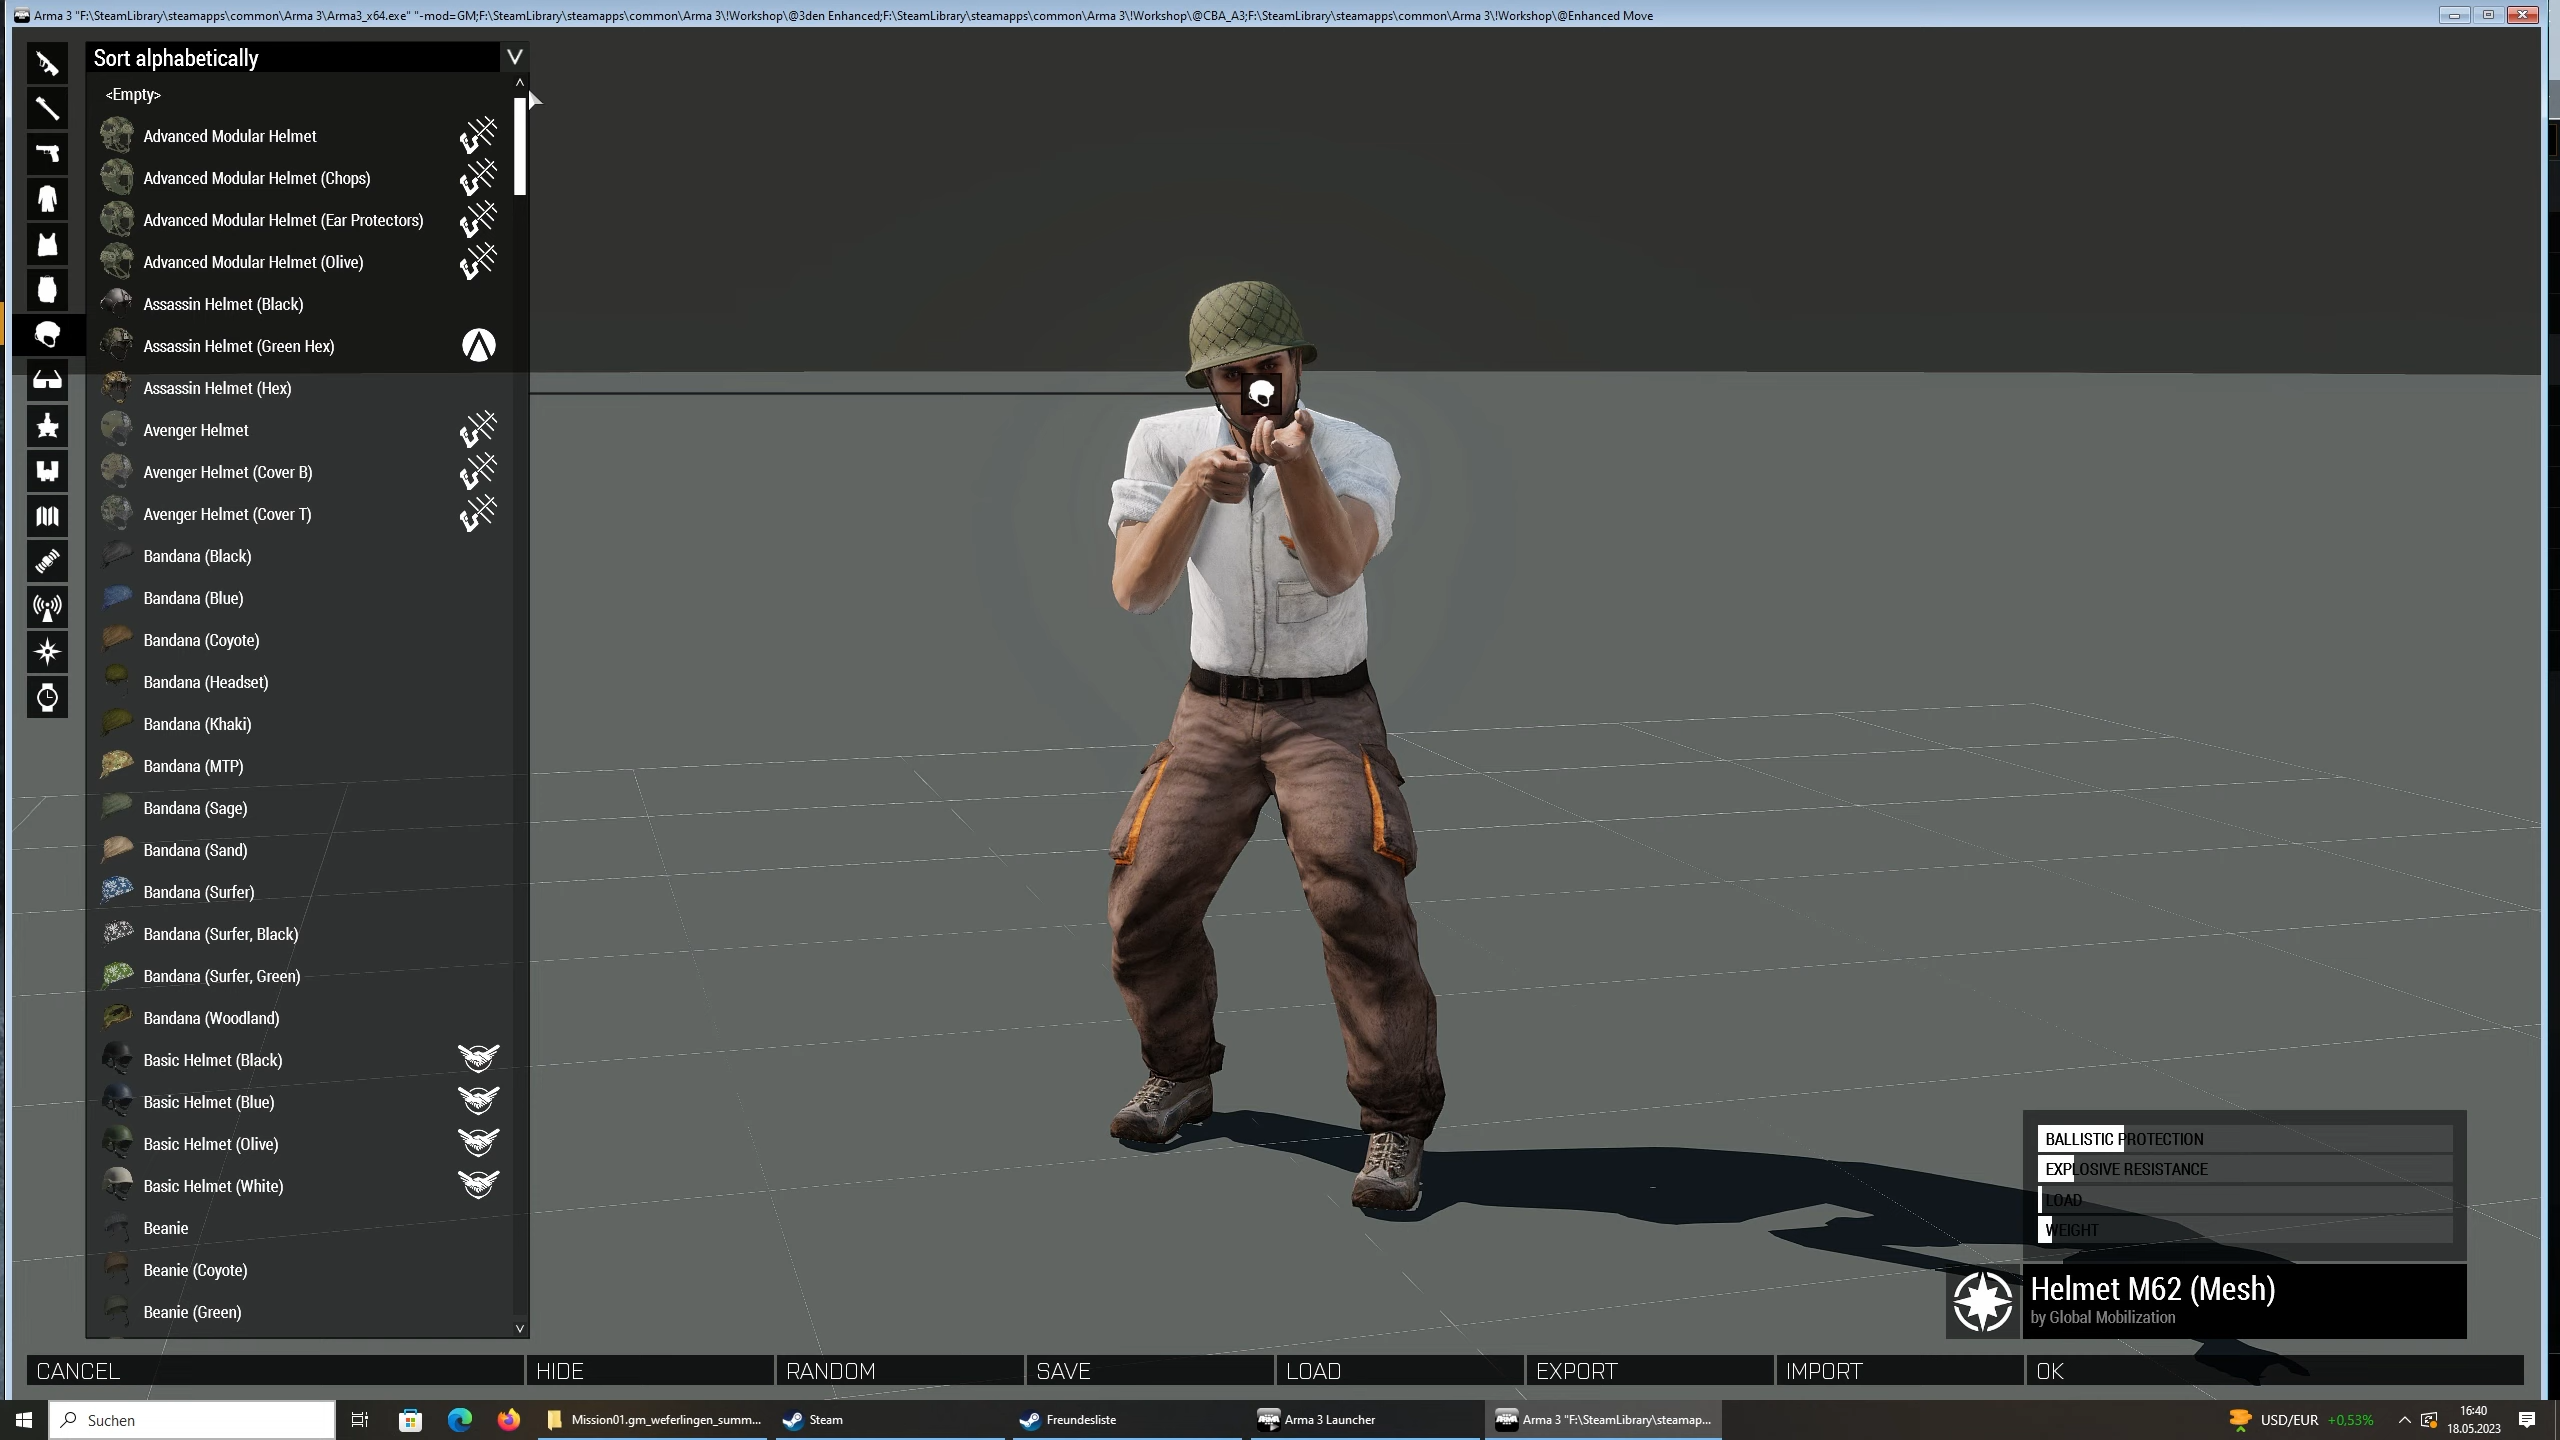 Arma 3 "F:\SteamLibrary\steamapps\common\Arma 3\Arma3_x64.exe" "-mod=GM;F:\SteamLibrary\steamapps\common\Arma 3\!Workshop\@3den Enhanced;F:\SteamLibrary\steamapps\common\Arma 3\!Workshop\@CBA_A3;F:\SteamLibrary\steamapps\common\Arma 3\!Workshop\@Enhanced Move
Sort alphabetically
<Empty>
Advanced Modular Helmet
Advanced Modular Helmet (Chops)
Advanced Modular Helmet (Ear Protectors)
Advanced Modular Helmet (Olive)
Assassin Helmet (Black)
Assassin Helmet (Green Hex)
Assassin Helmet (Hex)
Avenger Helmet
Avenger Helmet (Cover B)
Avenger Helmet (Cover T)
Bandana (Black)
Bandana (Blue)
Bandana (Coyote)
Bandana (Headset)
Bandana (Khaki)
Bandana (MTP)
Bandana (Sage)
Bandana (Sand)
Bandana (Surfer)
Bandana (Surfer, Black)
Bandana (Surfer, Green)
Bandana (Woodland)
Basic Helmet (Black)
Basic Helmet (Blue)
Basic Helmet (Olive)
Basic Helmet (White)
Beanie
Beanie (Coyote)
Beanie (Green)
BALLISTIC PROTECTION
EXPLOSIVE RESISTANCE
LOAD
WEIGHT
Helmet M62 (Mesh)
by Global Mobilization
CANCEL
HIDE
RANDOM
SAVE
LOAD
EXPORT
IMPORT
OK
Suchen
Mission01.gm_weferlingen_summ...
Steam
Freundesliste
Arma 3 Launcher
Arma 3 "F:\SteamLibrary\steamap...
USD/EUR +0,53%
16:40
18.05.2023